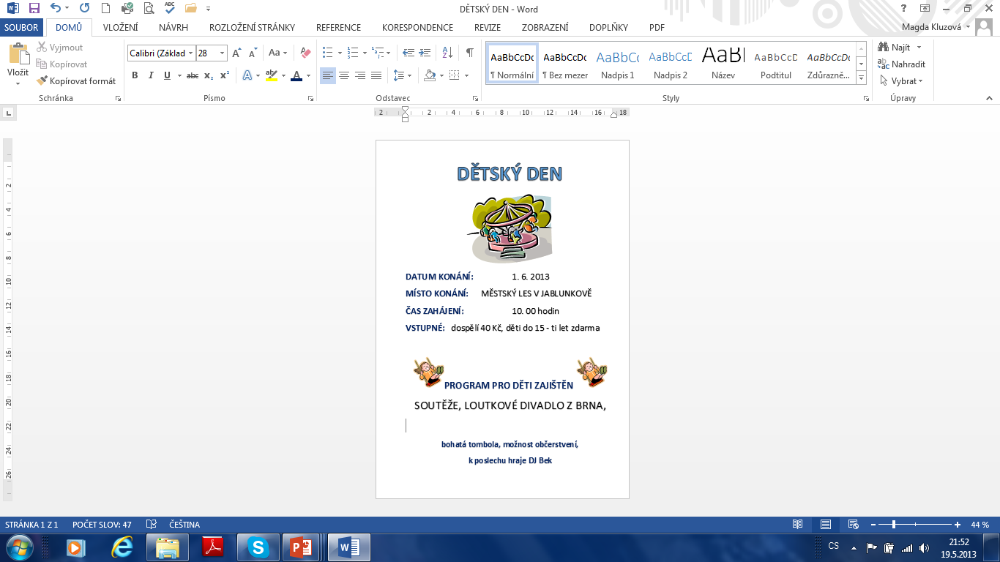 DĚTSKÝ DEN - Word
SOUBOR DOMŮ VLOŽENÍ NÁVRH ROZLOŽENÍ STRÁNKY REFERENCE KORESPONDENCE REVIZE ZOBRAZENÍ DOPLŇKY PDF Magda Kluzová
Vložit
Vyjmout
Kopírovat
Kopírovat formát
Schránka
Calibri (Základ 28
Aa
B I U abc x₂ x²
A ab A
Písmo
Odstavec
AaBbCcDc AaBbCcDc AaBbCc AaBbCcD AaBl AaBbCcD AaBbCcDc
¶ Normální ¶ Bez mezer Nadpis 1 Nadpis 2 Název Podtitul Zdůrazně...
Styly
Najít
Nahradit
Vybrat
Úpravy
2 2 4 6 8 10 12 14 16 18
2
4
6
8
10
12
14
16
18
20
22
24
26
DĚTSKÝ DEN
DATUM KONÁNÍ: 1. 6. 2013
MÍSTO KONÁNÍ: MĚSTSKÝ LES V JABLUNKOVĚ
ČAS ZAHÁJENÍ: 10. 00 hodin
VSTUPNÉ: dospělí 40 Kč, děti do 15 - ti let zdarma
PROGRAM PRO DĚTI ZAJIŠTĚN
SOUTĚŽE, LOUTKOVÉ DIVADLO Z BRNA,
bohatá tombola, možnost občerstvení,
k poslechu hraje DJ Bek
STRÁNKA 1 Z 1 POČET SLOV: 47 ČEŠTINA 44 %
CS 21:52
19.5.2013